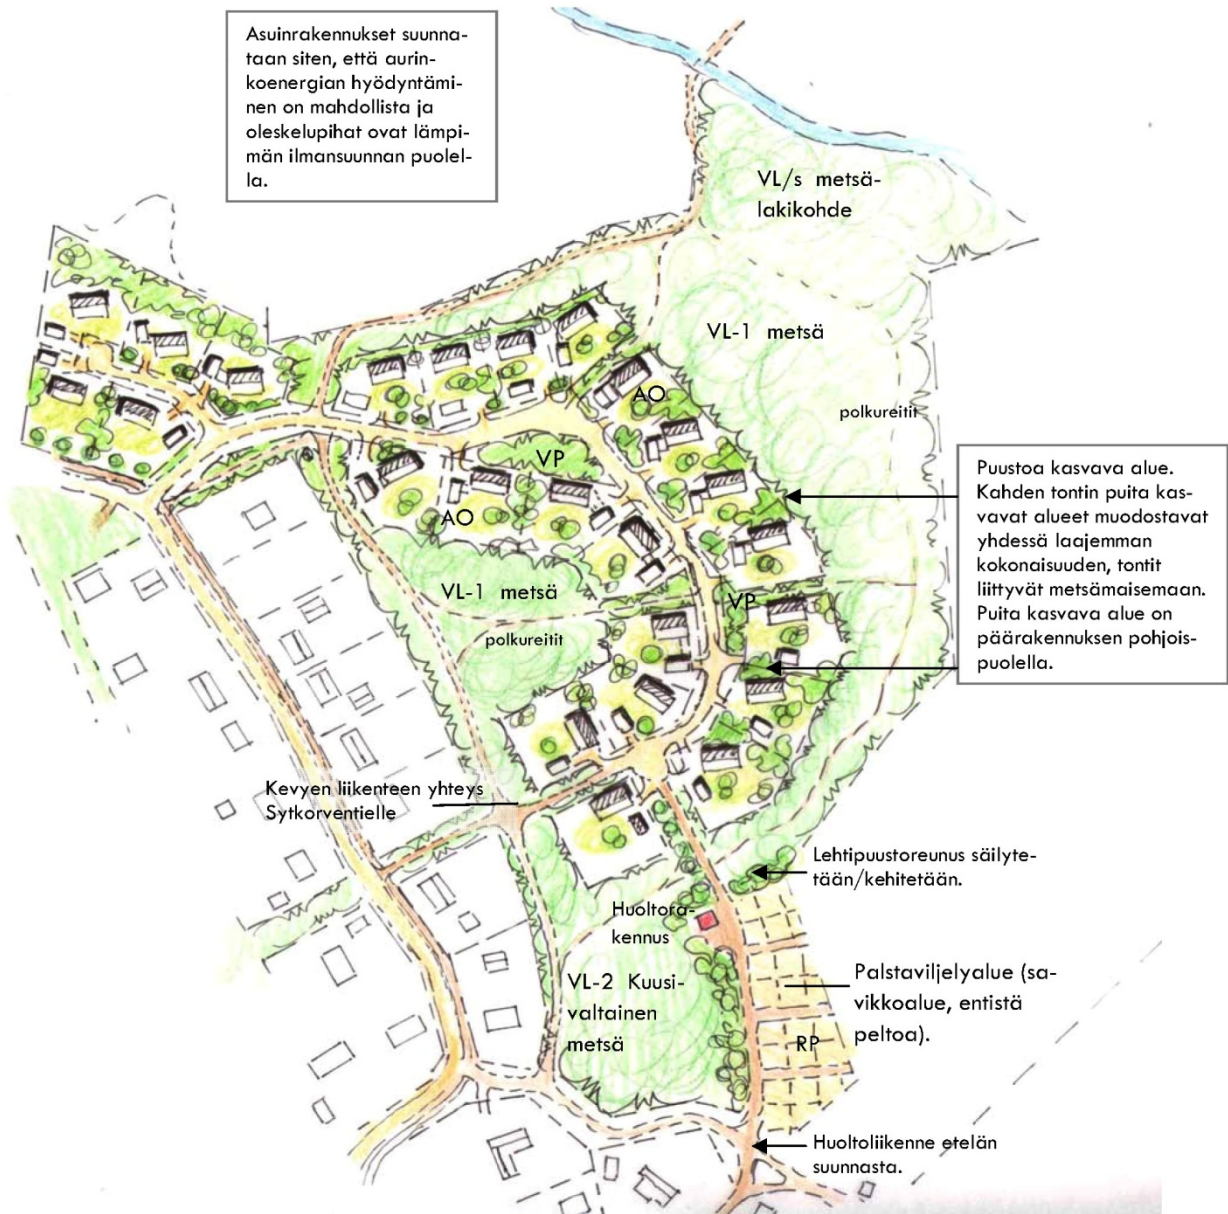 Asuinrakennukset suunna-
taan siten, että aurin-
koenergian hyödyntämi-
nen on mahdollista ja
oleskelupihat ovat lämpi-
män ilmansuunnan puolel-
la.
VL/s metsä-
lakikohde
VL-1 metsä
polkureitit
AO
VP
AO
Puustoa kasvava alue.
Kahden tontin puita kas-
vavat alueet muodostavat
yhdessä laajemman
kokonaisuuden, tontit
liittyvät metsämaisemaan.
Puita kasvava alue on
päärakennuksen pohjois-
puolella.
VL-1 metsä
polkureitit
VP
Kevyen liikenteen yhteys
Sytkorventielle
Lehtipuustoreunus säilyte-
tään/kehitetään.
Huoltora-
kennus
VL-2 Kuusi-
valtainen
metsä
Palstaviljelyalue (sa-
vikkoalue, entistä
peltoa).
RP
Huoltoliikenne etelän
suunnasta.